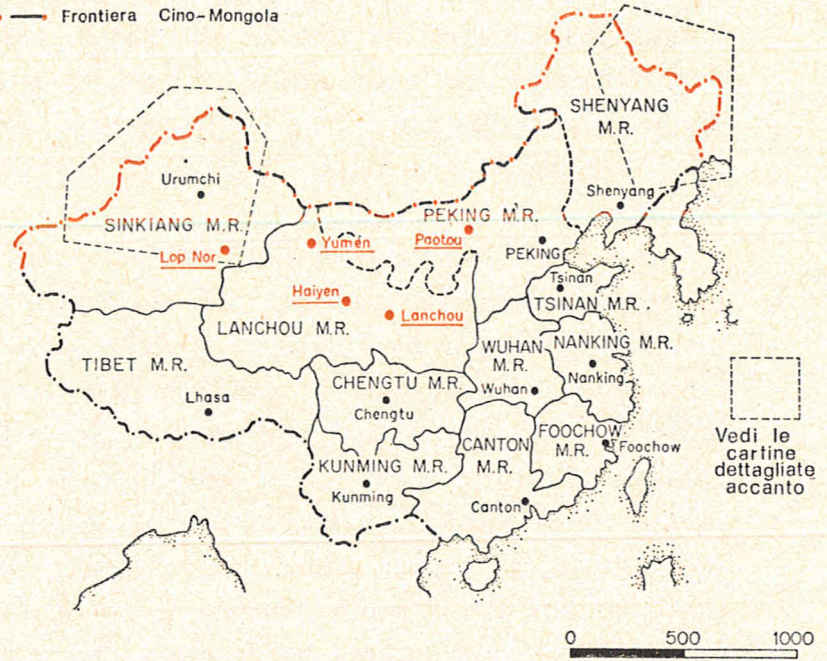 Frontiera Cino-Mongola
SHENYANG
M.R.
Urumchi
Shenyang
SINKIANG M.R.
PEKING M.R.
Lop Nor
Yumen
Paotou
PEKING
Tsinan
TSINAN M.R.
Haiyen
Lanchou
LANCHOU M.R.
WUHAN
M.R.
NANKING M.R.
TIBET M.R.
CHENGTU M.R.
Nanking
Wuhan
Lhasa
Chengtu
Vedi le
cartine
dettagliate
accanto
CANTON
M.R.
FOOCHOW
M.R.
Foochow
KUNMING M.R.
Kunming
Canton
0 500 1000